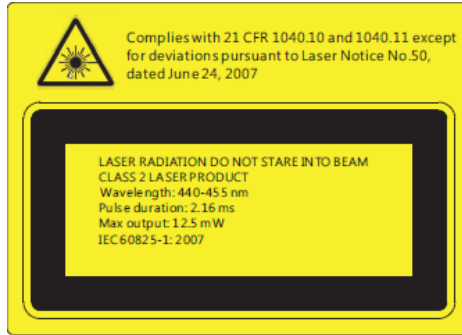 Complies with 21 CFR 1040.10 and 1040.11 except
for deviations pursuant to Laser Notice No.50,
dated June 24, 2007
LASER RADIATION DO NOT STARE INTO BEAM
CLASS 2 LASER PRODUCT
Wavelength: 440-455 nm
Pulse duration: 2.16 ms
Max output: 12.5 mW
IEC 60825-1: 2007